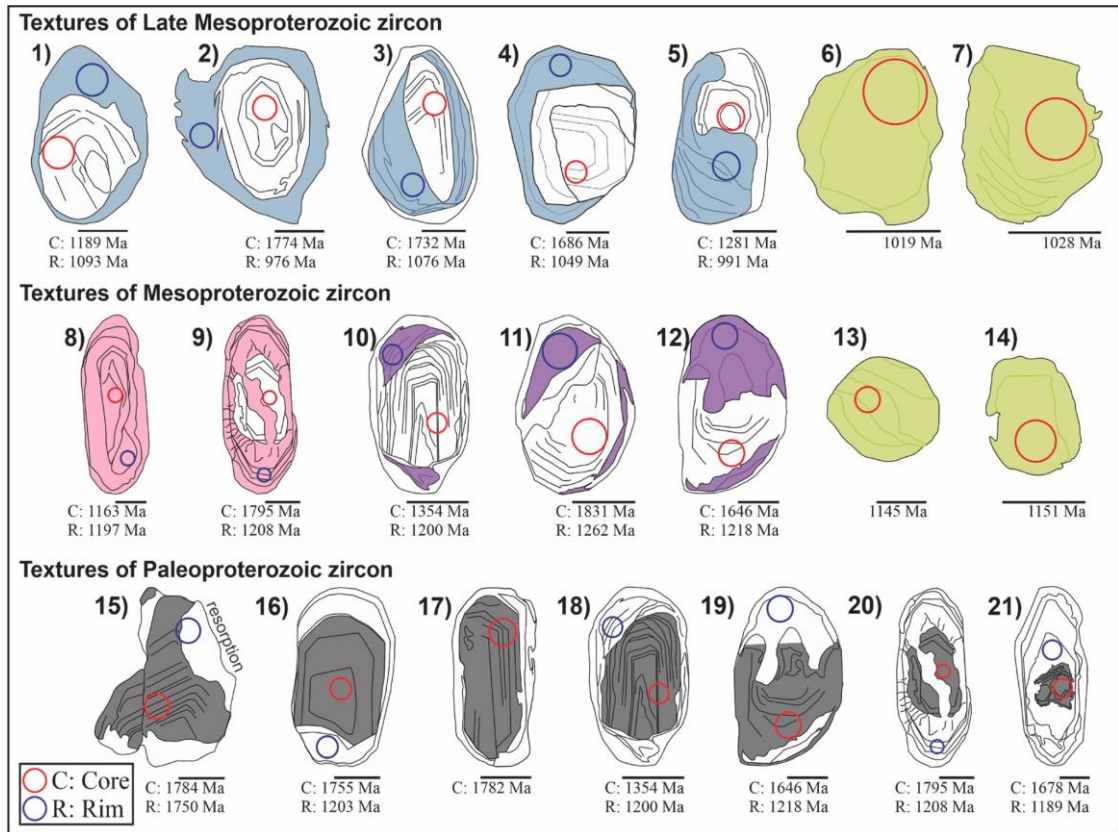 Textures of Late Mesoproterozoic zircon
1) 2) 3) 4) 5) 6) 7)
C: 1189 Ma C: 1774 Ma C: 1732 Ma C: 1686 Ma C: 1281 Ma 1019 Ma 1028 Ma
R: 1093 Ma R: 976 Ma R: 1076 Ma R: 1049 Ma R: 991 Ma
Textures of Mesoproterozoic zircon
8) 9) 10) 11) 12) 13) 14)
C: 1163 Ma C: 1795 Ma C: 1354 Ma C: 1831 Ma C: 1646 Ma 1145 Ma 1151 Ma
R: 1197 Ma R: 1208 Ma R: 1200 Ma R: 1262 Ma R: 1218 Ma
Textures of Paleoproterozoic zircon
15) 16) 17) 18) 19) 20) 21)
resorption
C: Core
R: Rim
C: 1784 Ma C: 1755 Ma C: 1782 Ma C: 1354 Ma C: 1646 Ma C: 1795 Ma C: 1678 Ma
R: 1750 Ma R: 1203 Ma R: 1200 Ma R: 1218 Ma R: 1208 Ma R: 1189 Ma